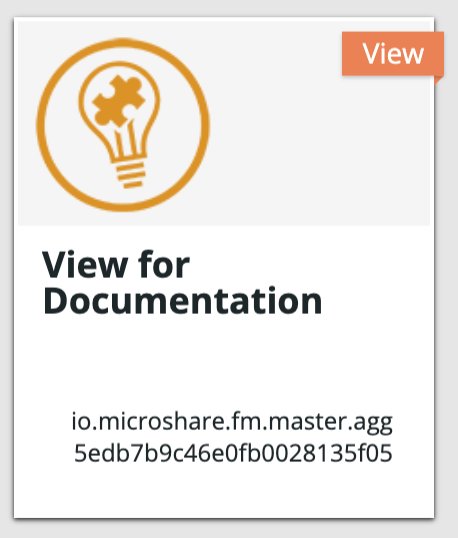 View
View for
Documentation
io.microshare.fm.master.agg
5edb7b9c46e0fb0028135f05